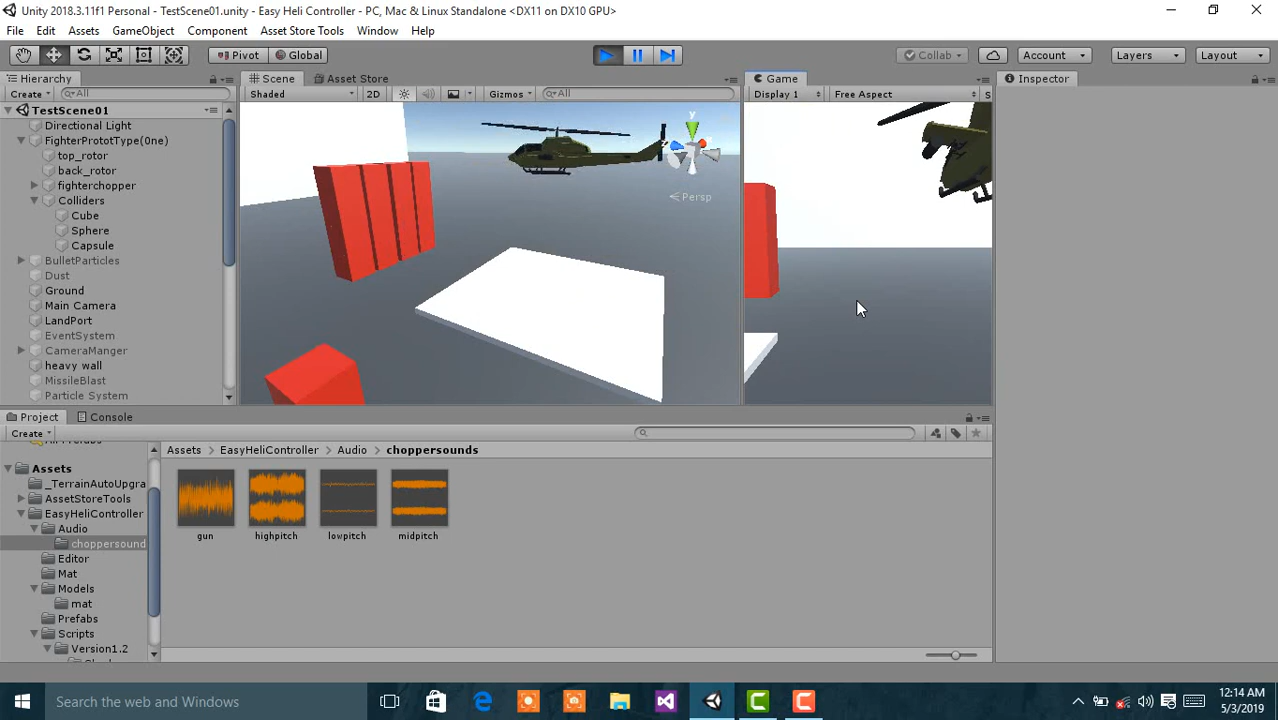 Unity 2018.3.11f1 Personal - TestScene01.unity - Easy Heli Controller - PC, Mac & Linux Standalone <DX11 on DX10 GPU>
File Edit Assets GameObject Component Asset Store Tools Window Help
Pivot Global Collab Account Layers Layout
Hierarchy Scene Asset Store Game Inspector
Create All Shaded 2D Gizmos All Display 1 Free Aspect S
TestScene01
Directional Light
FighterPrototType(0ne)
top_rotor
back_rotor
fighterchopper
Colliders
Cube
Sphere
Capsule
BulletParticles
Dust
Ground
Main Camera
LandPort
EventSystem
CameraManger
heavy wall
MissileBlast
Particle System
y
Persp
Project Console
Create
Assets
_TerrainAutoUpgra
AssetStoreTools
EasyHeliController
Audio
choppersound
Editor
Mat
Models
mat
Prefabs
Scripts
Version1.2
Assets EasyHeliController Audio choppersounds
gun highpitch lowpitch midpitch
Search the web and Windows
12:14 AM
5/3/2019